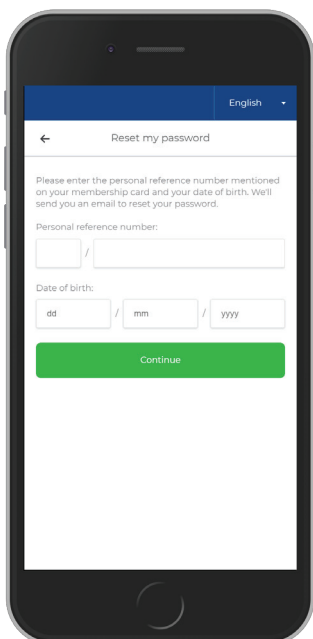 English
Reset my password
Please enter the personal reference number mentioned
on your membership card and your date of birth. We'll
send you an email to reset your password.
Personal reference number:
/
Date of birth:
dd / mm / yyyy
Continue